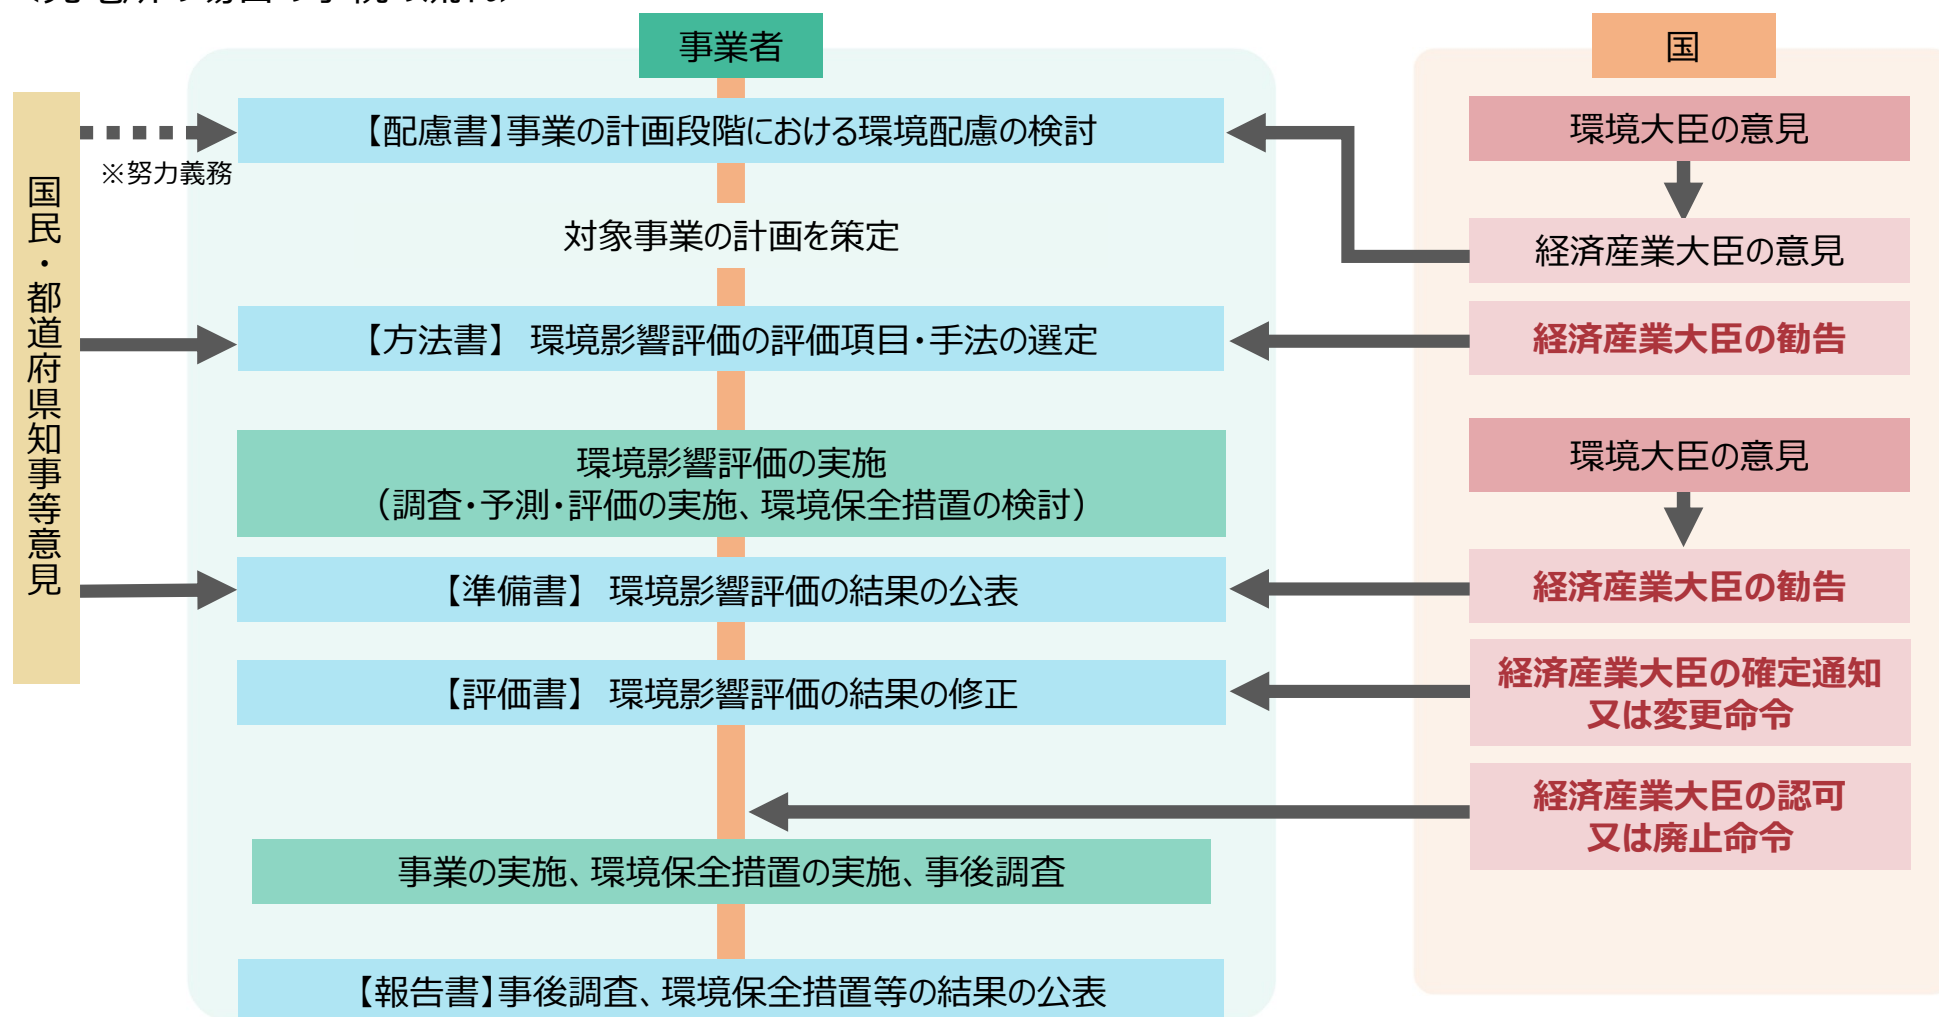 事業者
国
国民・都道府県知事等意見
※努力義務
【配慮書】事業の計画段階における環境配慮の検討
対象事業の計画を策定
【方法書】 環境影響評価の評価項目・手法の選定
環境影響評価の実施
（調査・予測・評価の実施、環境保全措置の検討）
【準備書】 環境影響評価の結果の公表
【評価書】 環境影響評価の結果の修正
事業の実施、環境保全措置の実施、事後調査
【報告書】事後調査、環境保全措置等の結果の公表
環境大臣の意見
経済産業大臣の意見
経済産業大臣の勧告
環境大臣の意見
経済産業大臣の勧告
経済産業大臣の確定通知
又は変更命令
経済産業大臣の認可
又は廃止命令